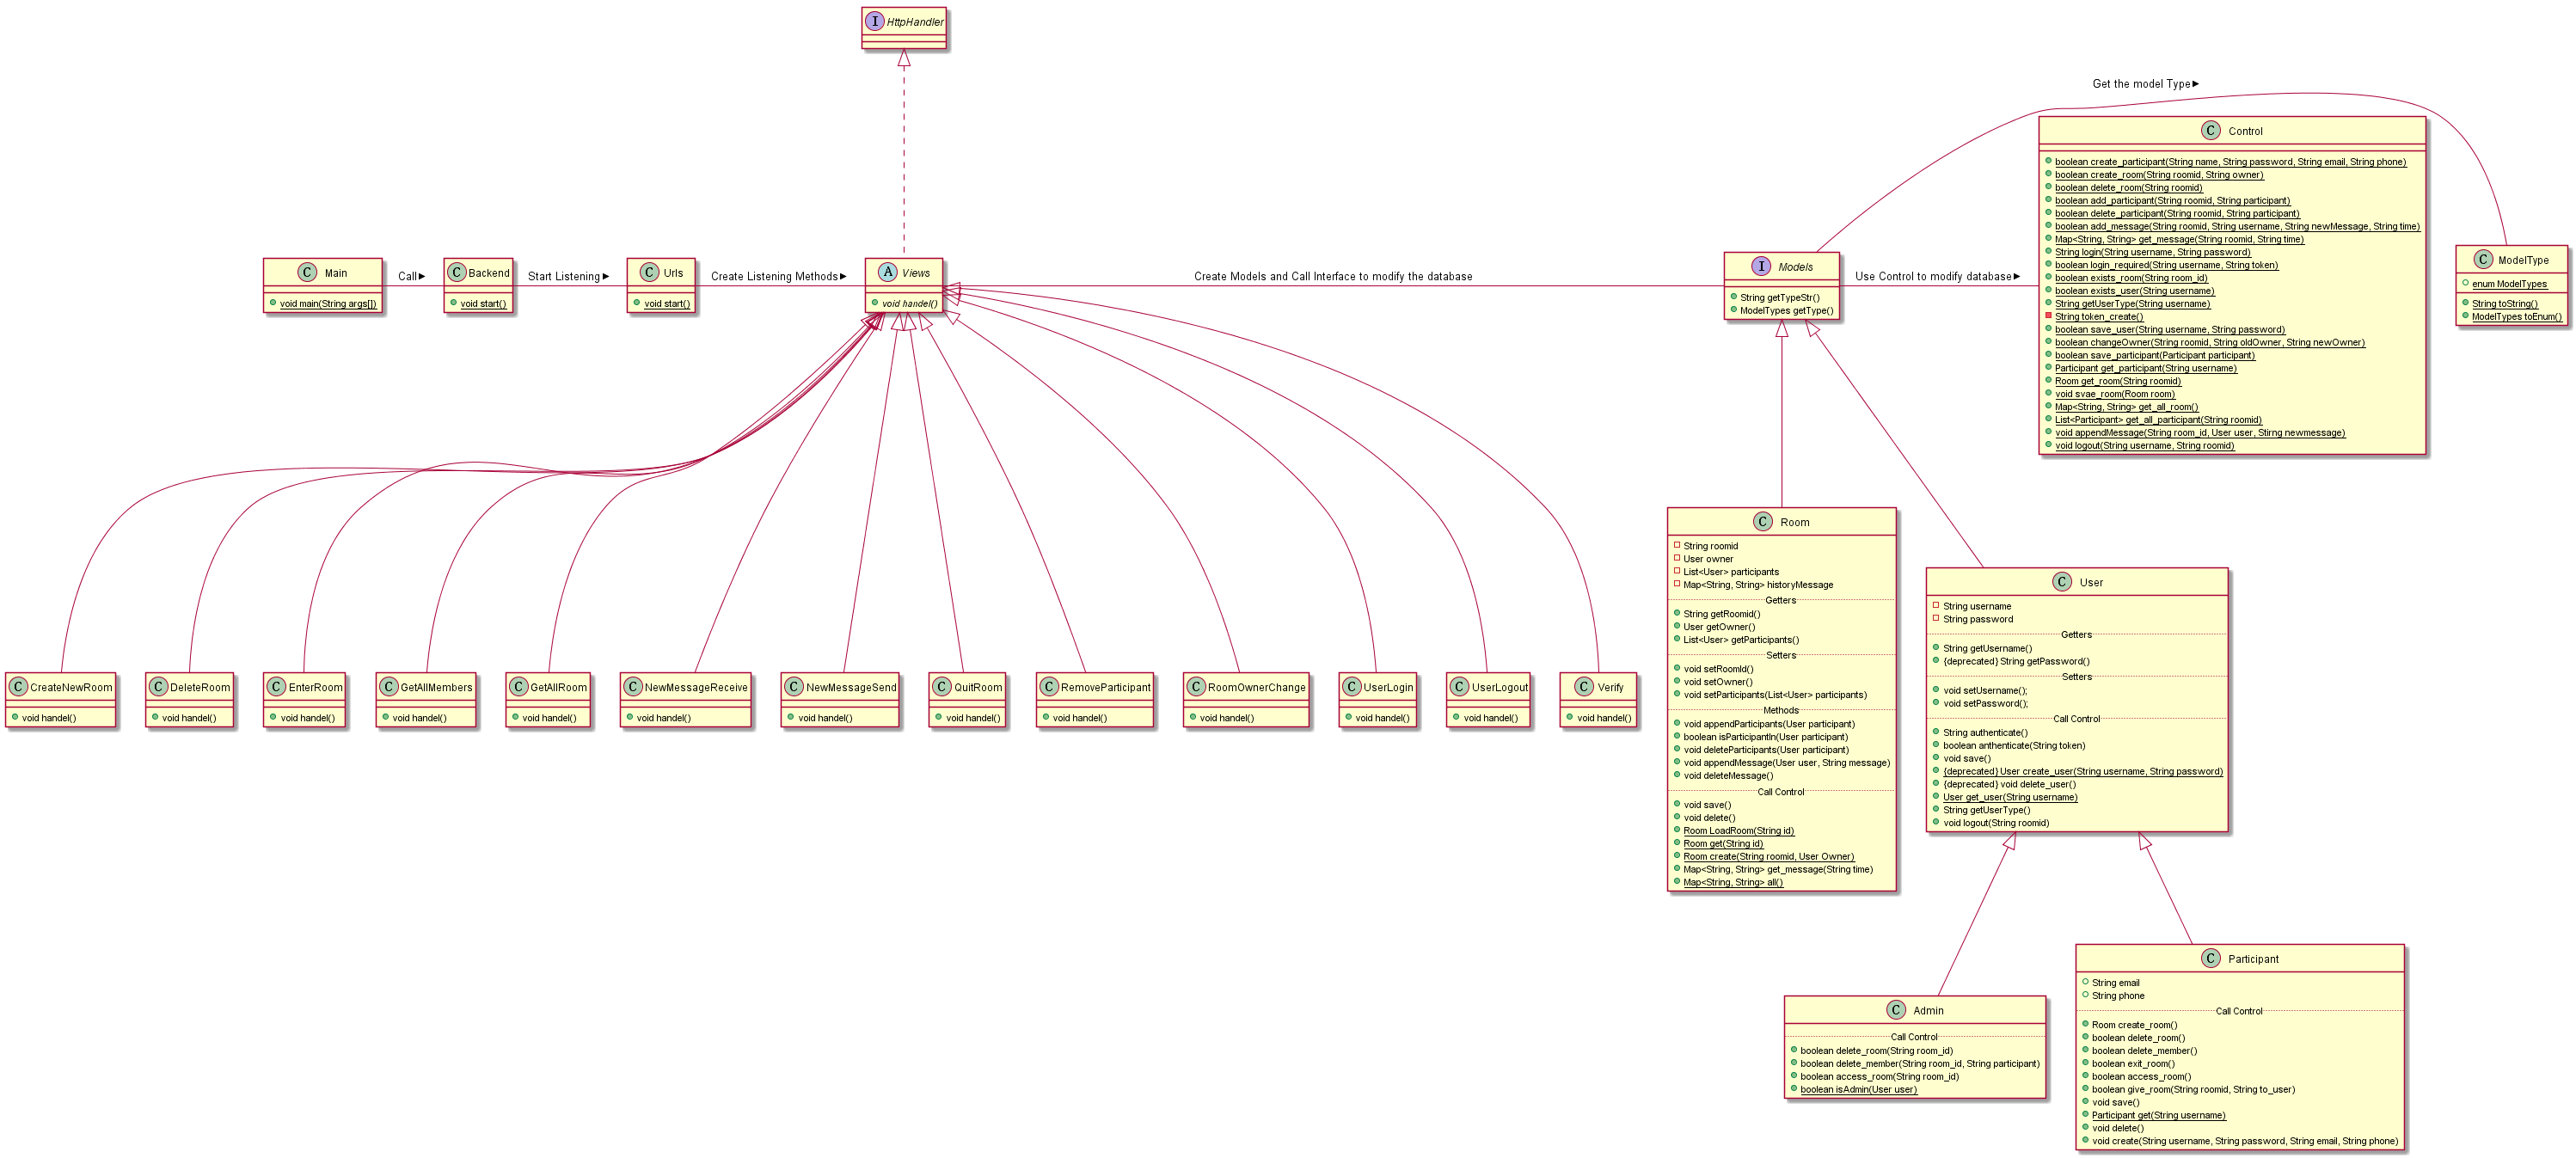 I HttpHandler
Get the model Type
C Control
boolean create_participant(String name, String password, String email, String phone)
boolean create_room(String roomid, String owner)
boolean delete_room(String roomid)
boolean add_participant(String roomid, String participant)
boolean delete_participant(String roomid, String participant)
boolean add_message(String roomid, String username, String newMessage, String time)
Map<String, String> get_message(String roomid, String time)
String login(String username, String password)
boolean login_required(String username, String token)
boolean exists_room(String room_id)
boolean exists_user(String username)
String getUserType(String username)
String token_create()
boolean save_user(String username, String password)
boolean changeOwner(String roomid, String oldOwner, String newOwner)
boolean save_participant(Participant participant)
Participant get_participant(String username)
Room get_room(String roomid)
void svae_room(Room room)
Map<String, String> get_all_room()
List<Participant> get_all_participant(String roomid)
void appendMessage(String room_id, User user, Stirng newmessage)
void logout(String username, String roomid)
C Main
void main(String args[])
Call
C Backend
void start()
Start Listening
C Urls
void start()
Create Listening Methods
A Views
void handel()
Create Models and Call Interface to modify the database
I Models
String getTypeStr()
ModelTypes getType()
Use Control to modify database
C ModelType
enum ModelTypes
String toString()
ModelTypes toEnum()
C Room
String roomid
User owner
List<User> participants
Map<String, String> historyMessage
Getters
String getRoomid()
User getOwner()
List<User> getParticipants()
Setters
void setRoomId()
void setOwner()
void setParticipants(List<User> participants)
Methods
void appendParticipants(User participant)
boolean isParticipantIn(User participant)
void deleteParticipants(User participant)
void appendMessage(User user, String message)
void deleteMessage()
Call Control
void save()
void delete()
Room LoadRoom(String id)
Room get(String id)
Room create(String roomid, User Owner)
Map<String, String> get_message(String time)
Map<String, String> all()
C User
String username
String password
Getters
String getUsername()
{deprecated} String getPassword()
Setters
void setUsername();
void setPassword();
Call Control
String authenticate()
boolean anthenticate(String token)
void save()
{deprecated} User create_user(String username, String password)
{deprecated} void delete_user()
User get_user(String username)
String getUserType()
void logout(String roomid)
C CreateNewRoom
void handel()
C DeleteRoom
void handel()
C EnterRoom
void handel()
C GetAllMembers
void handel()
C GetAllRoom
void handel()
C NewMessageReceive
void handel()
C NewMessageSend
void handel()
C QuitRoom
void handel()
C RemoveParticipant
void handel()
C RoomOwnerChange
void handel()
C UserLogin
void handel()
C UserLogout
void handel()
C Verify
void handel()
C Admin
Call Control
boolean delete_room(String room_id)
boolean delete_member(String room_id, String participant)
boolean access_room(String room_id)
boolean isAdmin(User user)
C Participant
String email
String phone
Call Control
Room create_room()
boolean delete_room()
boolean delete_member()
boolean exit_room()
boolean access_room()
boolean give_room(String roomid, String to_user)
void save()
Participant get(String username)
void delete()
void create(String username, String password, String email, String phone)